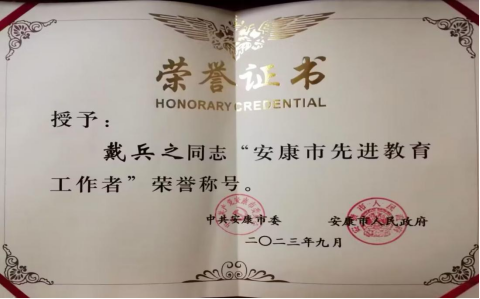 荣誉证书
HONORARY CREDENTIAL
授予：
戴兵之同志“安康市先进教育
工作者”荣誉称号。
中共安康市委 安康市人民政府
二〇二三年九月